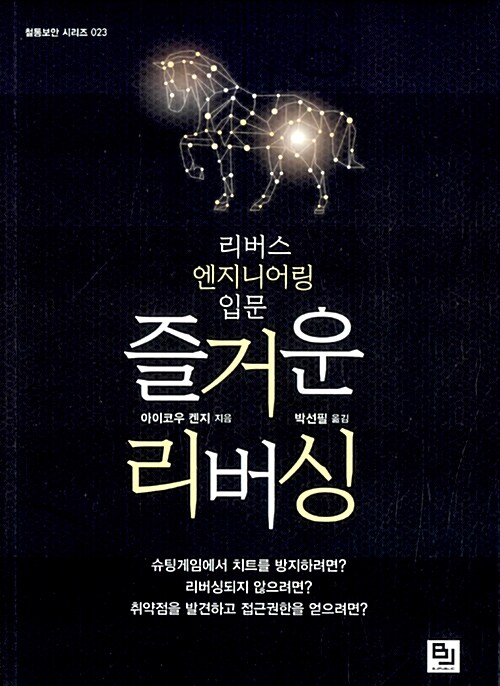 철통보안 시리즈 023
리버스
엔지니어링
입문
즐거운
아이코우 켄지 지음 박선필 옮김
리버싱
슈팅게임에서 치트를 방지하려면?
리버싱되지 않으려면?
취약점을 발견하고 접근권한을 얻으려면?
BJ